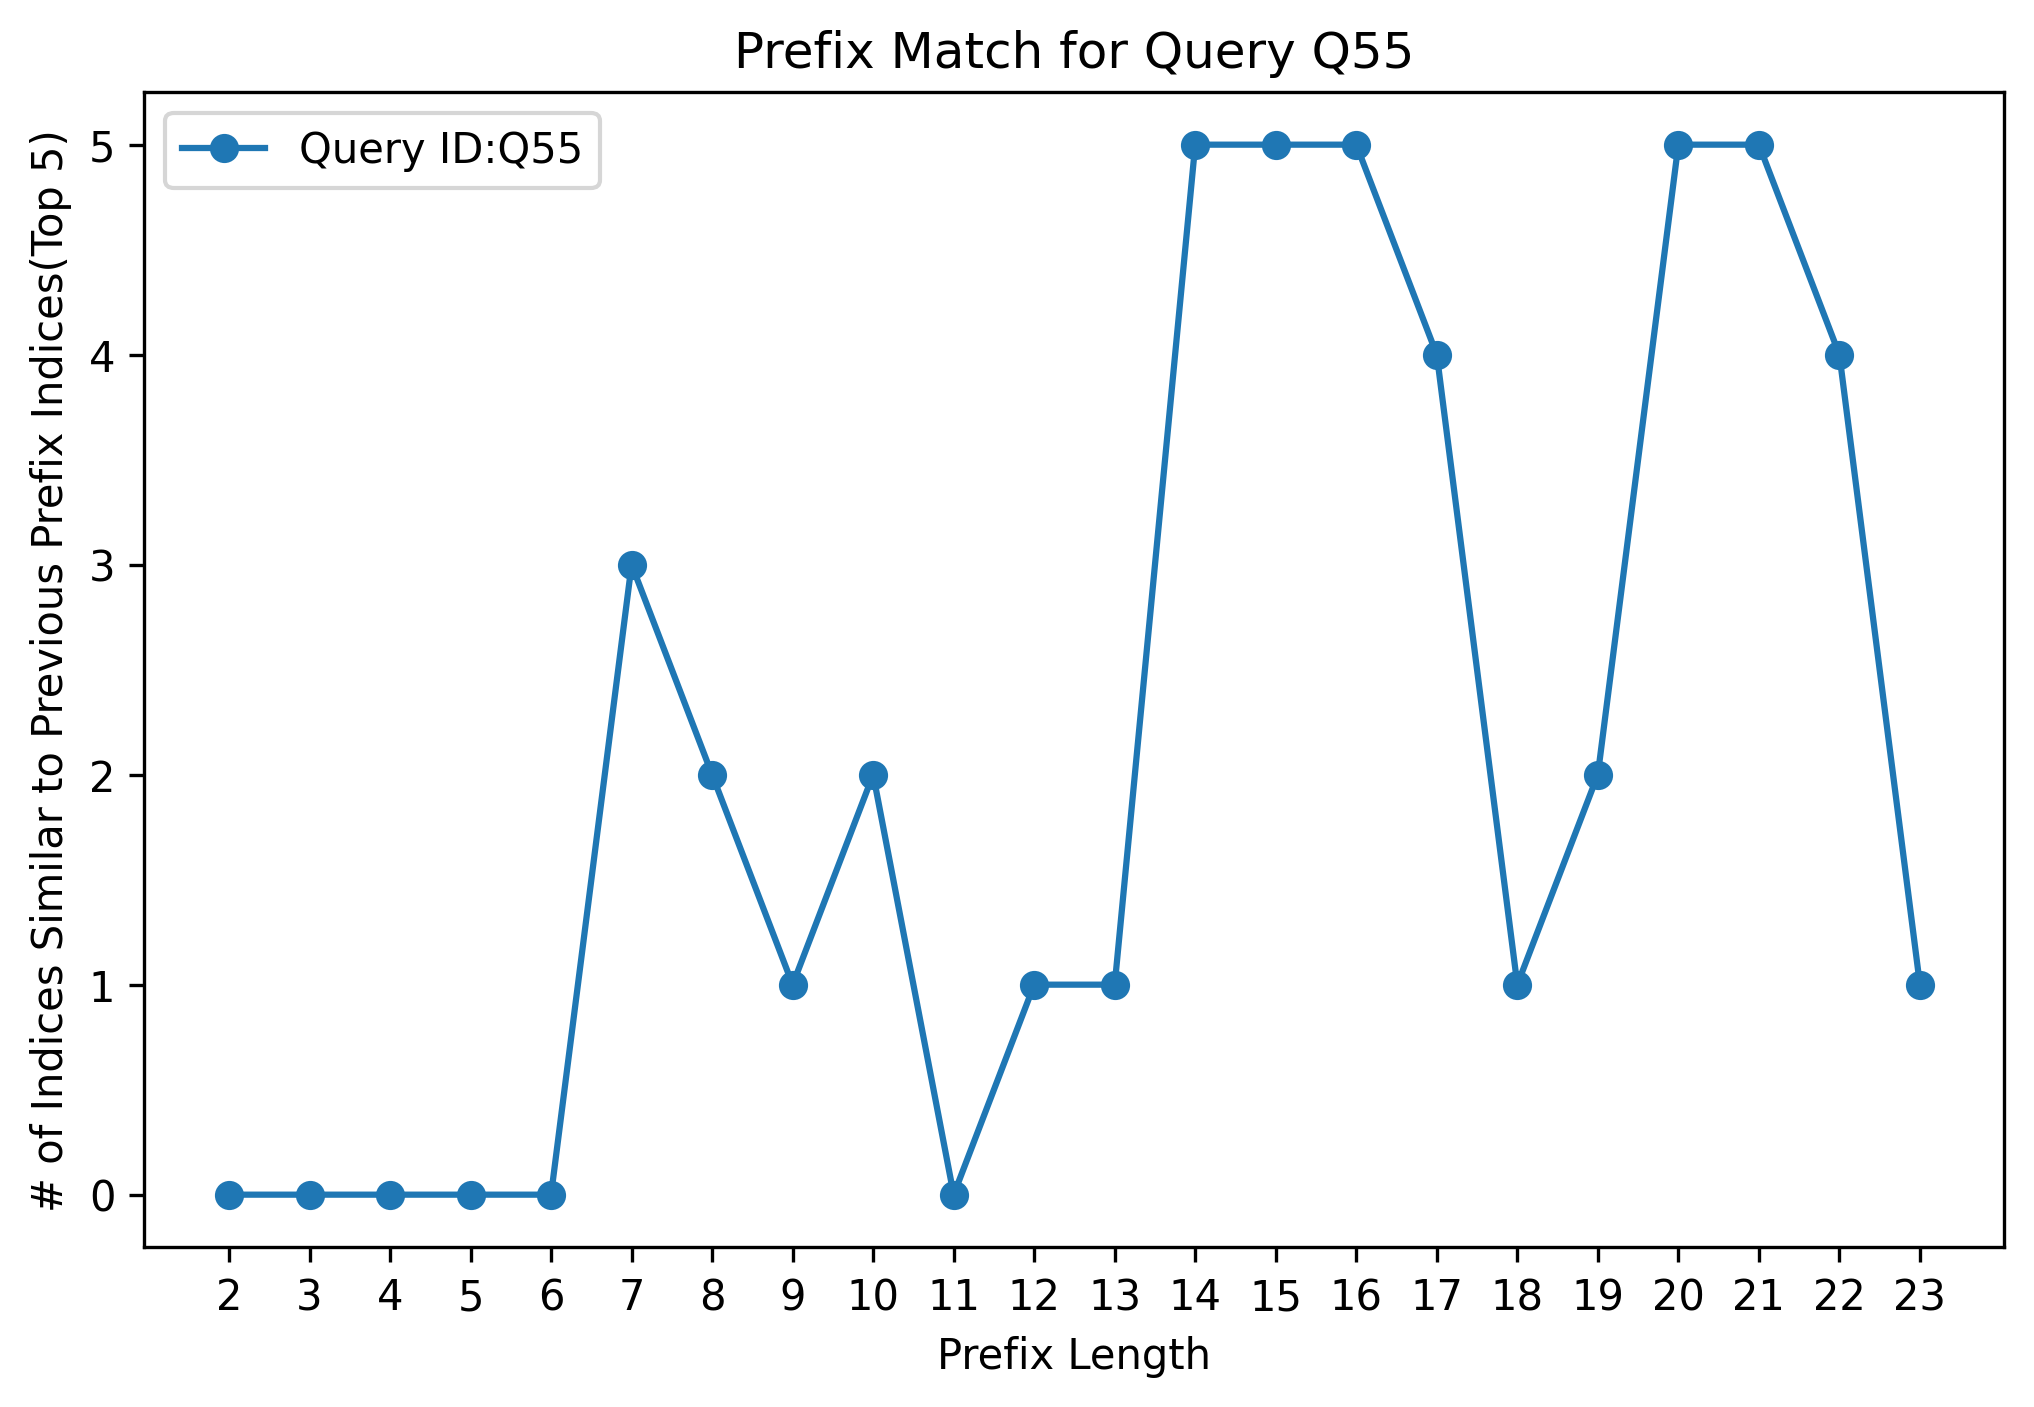 Prefix Match for Query Q55
Query ID:Q55
# of Indices Similar to Previous Prefix Indices(Top 5)
5
4
3
2
1
0
2 3 4 5 6 7 8 9 10 11 12 13 14 15 16 17 18 19 20 21 22 23
Prefix Length